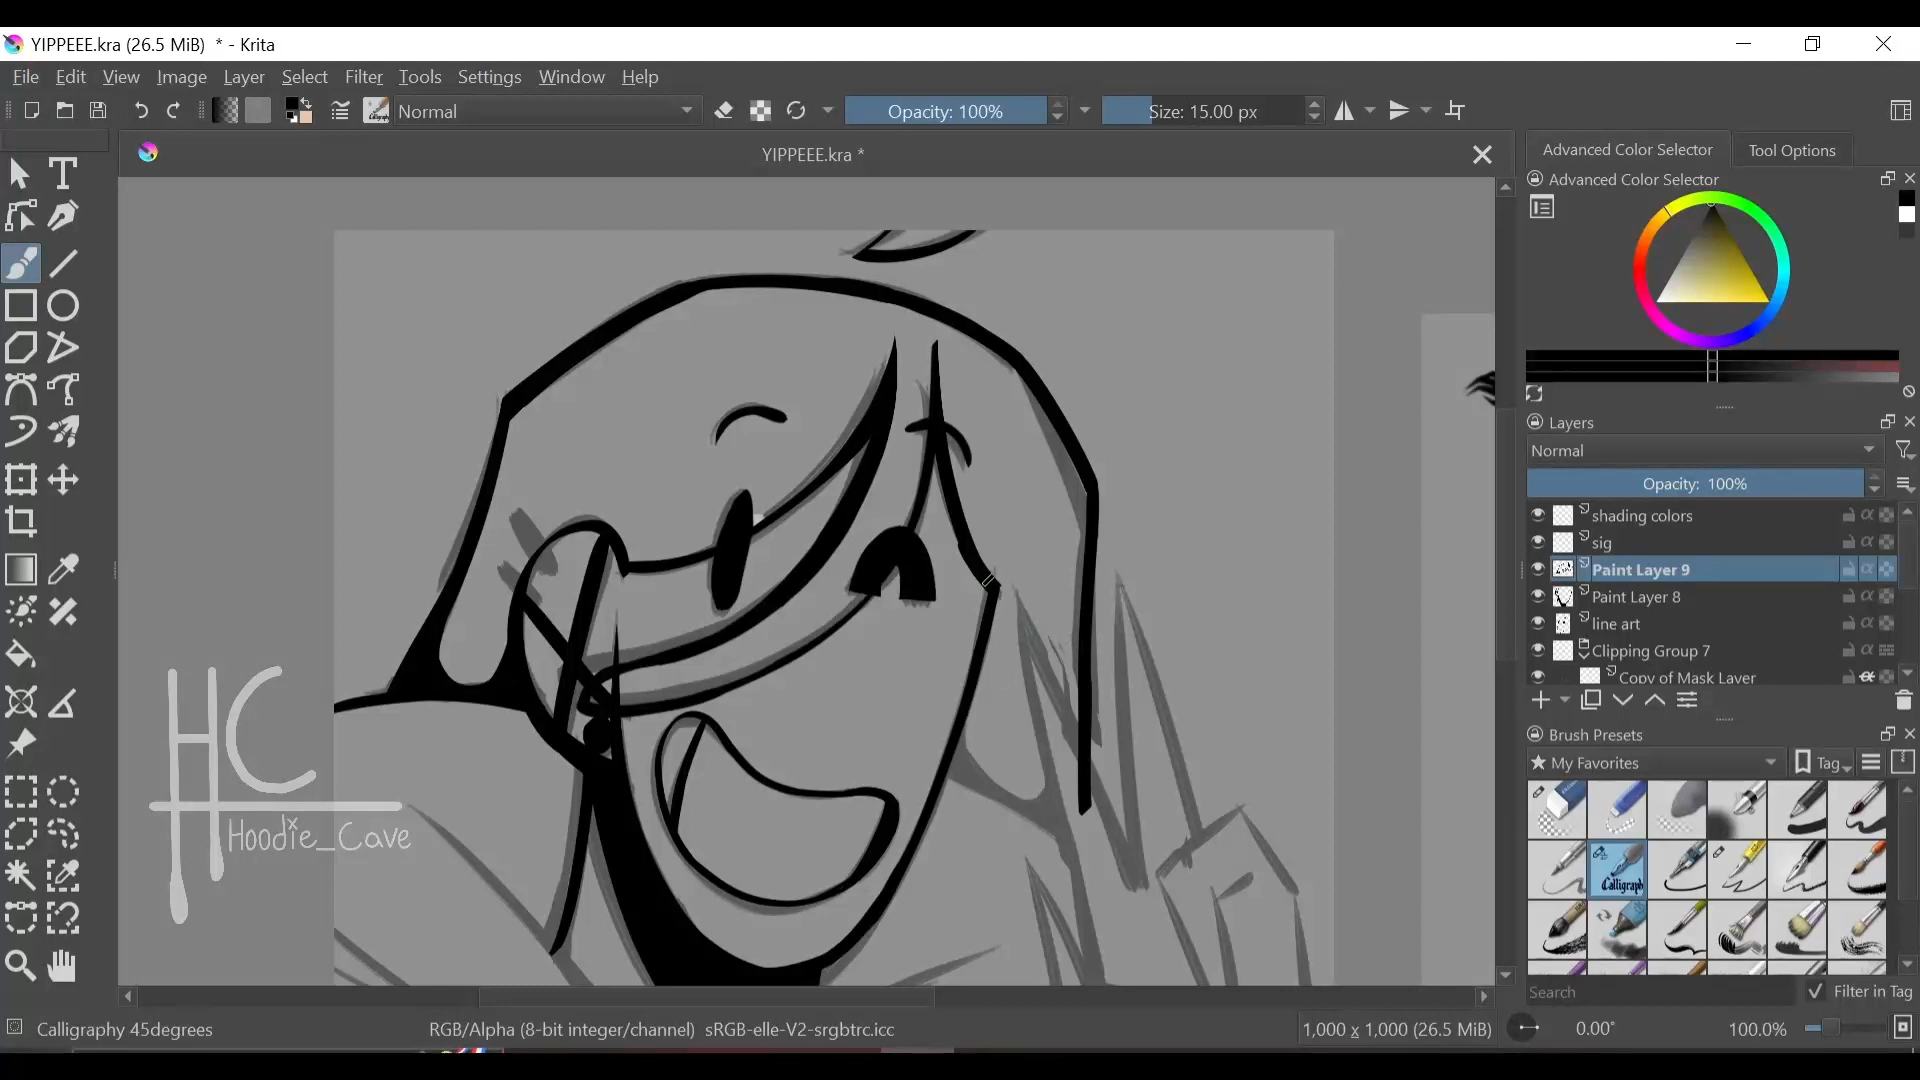 YIPPEEE.kra (26.5 MiB) * - Krita
File Edit View Image Layer Select Filter Tools Settings Window Help
Normal Opacity: 100% Size: 15.00 px
YIPPEEE.kra *
Advanced Color Selector Tool Options
Advanced Color Selector
Layers
Normal
Opacity: 100%
shading colors
sig
Paint Layer 9
Paint Layer 8
line art
Clipping Group 7
Copy of Mask Layer
Brush Presets
My Favorites Tag
Calligraph
HC
Hoodie_Cave
Search Filter in Tag
Calligraphy 45degrees RGB/Alpha (8-bit integer/channel) sRGB-elle-V2-srgbtrc.icc 1,000 x 1,000 (26.5 MiB) 0.00° 100.0%